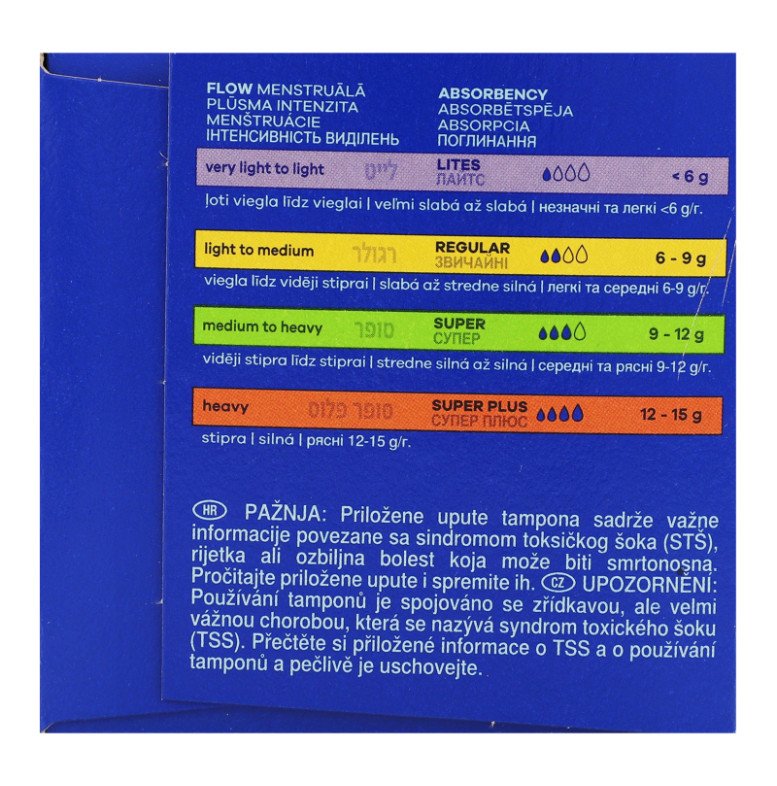 FLOW MENSTRUĀLĀ
PLŪSMA INTENZITA
MENŠTRUÁCIE
ІНТЕНСИВНІСТЬ ВИДІЛЕНЬ
ABSORBENCY
ABSORBĒTSPĒJA
ABSORPCIA
ПОГЛИНАННЯ
very light to light לייט LITES ЛАЙТС < 6 g
ļoti viegla līdz vieglai | veľmi slabá až slabá | незначні та легкі <6 g/г.
light to medium רגולר REGULAR ЗВИЧАЙНІ 6 - 9 g
viegla līdz vidēji stiprai | slabá až stredne silná | легкі та середні 6-9 g/г.
medium to heavy סופר SUPER СУПЕР 9 - 12 g
vidēji stipra līdz stiprai | stredne silná až silná | середні та рясні 9-12 g/г.
heavy סופר פלוס SUPER PLUS СУПЕР ПЛЮС 12 - 15 g
stipra | silná | рясні 12-15 g/г.
HR PAŽNJA: Priložene upute tampona sadrže važne
informacije povezane sa sindromom toksičkog šoka (STŠ),
rijetka ali ozbiljna bolest koja može biti smrtonosna.
Pročitajte priložene upute i spremite ih. CZ UPOZORNĚNÍ:
Používání tamponů je spojováno se zřídkavou, ale velmi
vážnou chorobou, která se nazývá syndrom toxického šoku
(TSS). Přečtěte si přiložené informace o TSS a o používání
tamponů a pečlivě je uschovejte.